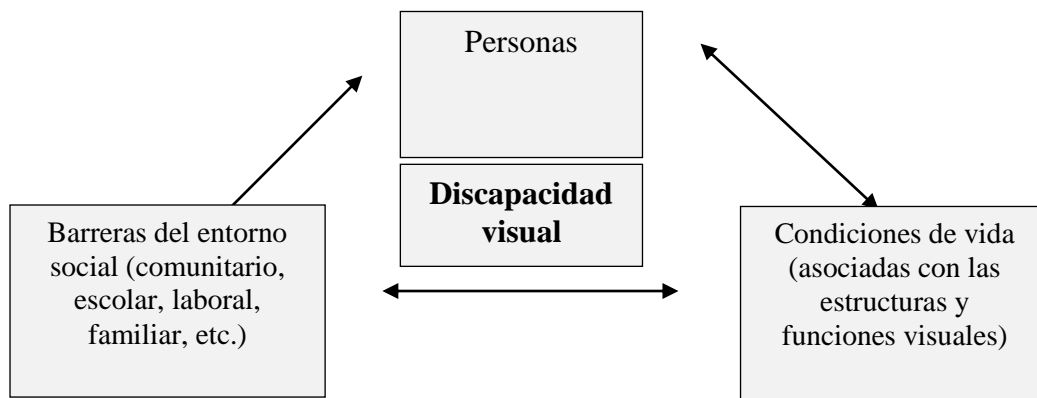 Personas
Discapacidad
visual
Barreras del entorno
social (comunitario,
escolar, laboral,
familiar, etc.)
Condiciones de vida
(asociadas con las
estructuras y
funciones visuales)